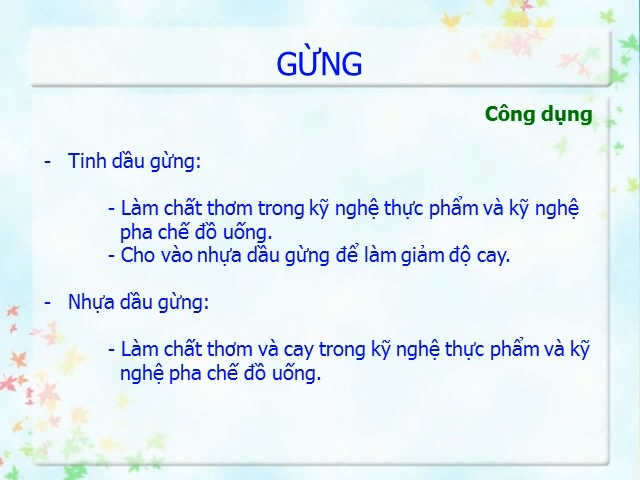 GỪNG
Công dụng
- Tinh dầu gừng:
- Làm chất thơm trong kỹ nghệ thực phẩm và kỹ nghệ
pha chế đồ uống.
- Cho vào nhựa dầu gừng để làm giảm độ cay.
- Nhựa dầu gừng:
- Làm chất thơm và cay trong kỹ nghệ thực phẩm và kỹ
nghệ pha chế đồ uống.